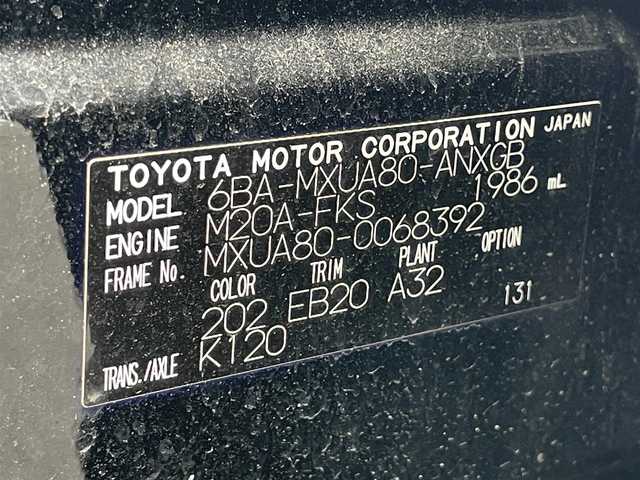 TOYOTA MOTOR CORPORATION JAPAN
MODEL 6BA-MXUA80-ANXGB
ENGINE M20A-FKS 1986 mL
FRAME No. MXUA80-0068392
COLOR TRIM PLANT OPTION
202 EB20 A32 131
TRANS./AXLE K120